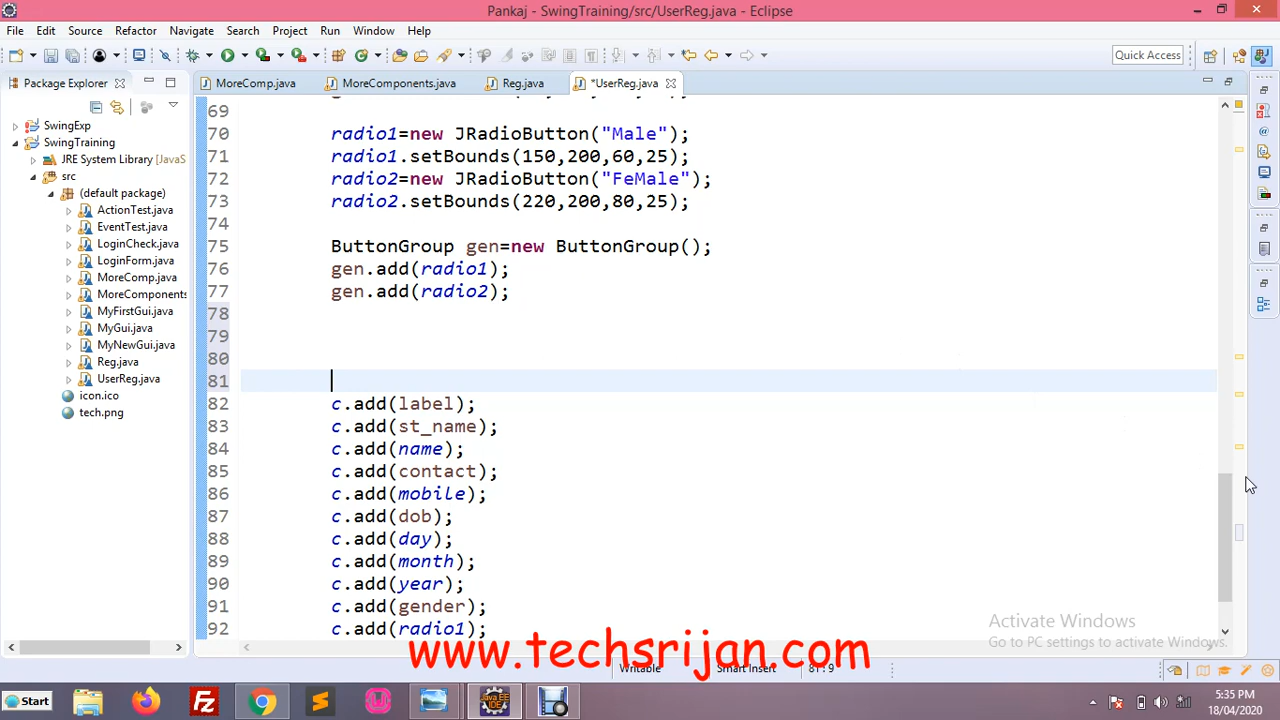 Pankaj - SwingTraining/src/UserReg.java - Eclipse
File Edit Source Refactor Navigate Search Project Run Window Help
Quick Access
Package Explorer
MoreComp.java
MoreComponents.java
Reg.java
*UserReg.java
SwingExp
SwingTraining
JRE System Library [JavaS
src
(default package)
ActionTest.java
EventTest.java
LoginCheck.java
LoginForm.java
MoreComp.java
MoreComponents
MyFirstGui.java
MyGui.java
MyNewGui.java
Reg.java
UserReg.java
icon.ico
tech.png
69
70 radio1=new JRadioButton("Male");
71 radio1.setBounds(150,200,60,25);
72 radio2=new JRadioButton("FeMale");
73 radio2.setBounds(220,200,80,25);
74
75 ButtonGroup gen=new ButtonGroup();
76 gen.add(radio1);
77 gen.add(radio2);
78
79
80
81
82 c.add(label);
83 c.add(st_name);
84 c.add(name);
85 c.add(contact);
86 c.add(mobile);
87 c.add(dob);
88 c.add(day);
89 c.add(month);
90 c.add(year);
91 c.add(gender);
92 c.add(radio1);
Activate Windows
Go to PC settings to activate Windows.
www.techsrijan.com
Writable Smart Insert 81 : 9
Start
5:35 PM
18/04/2020